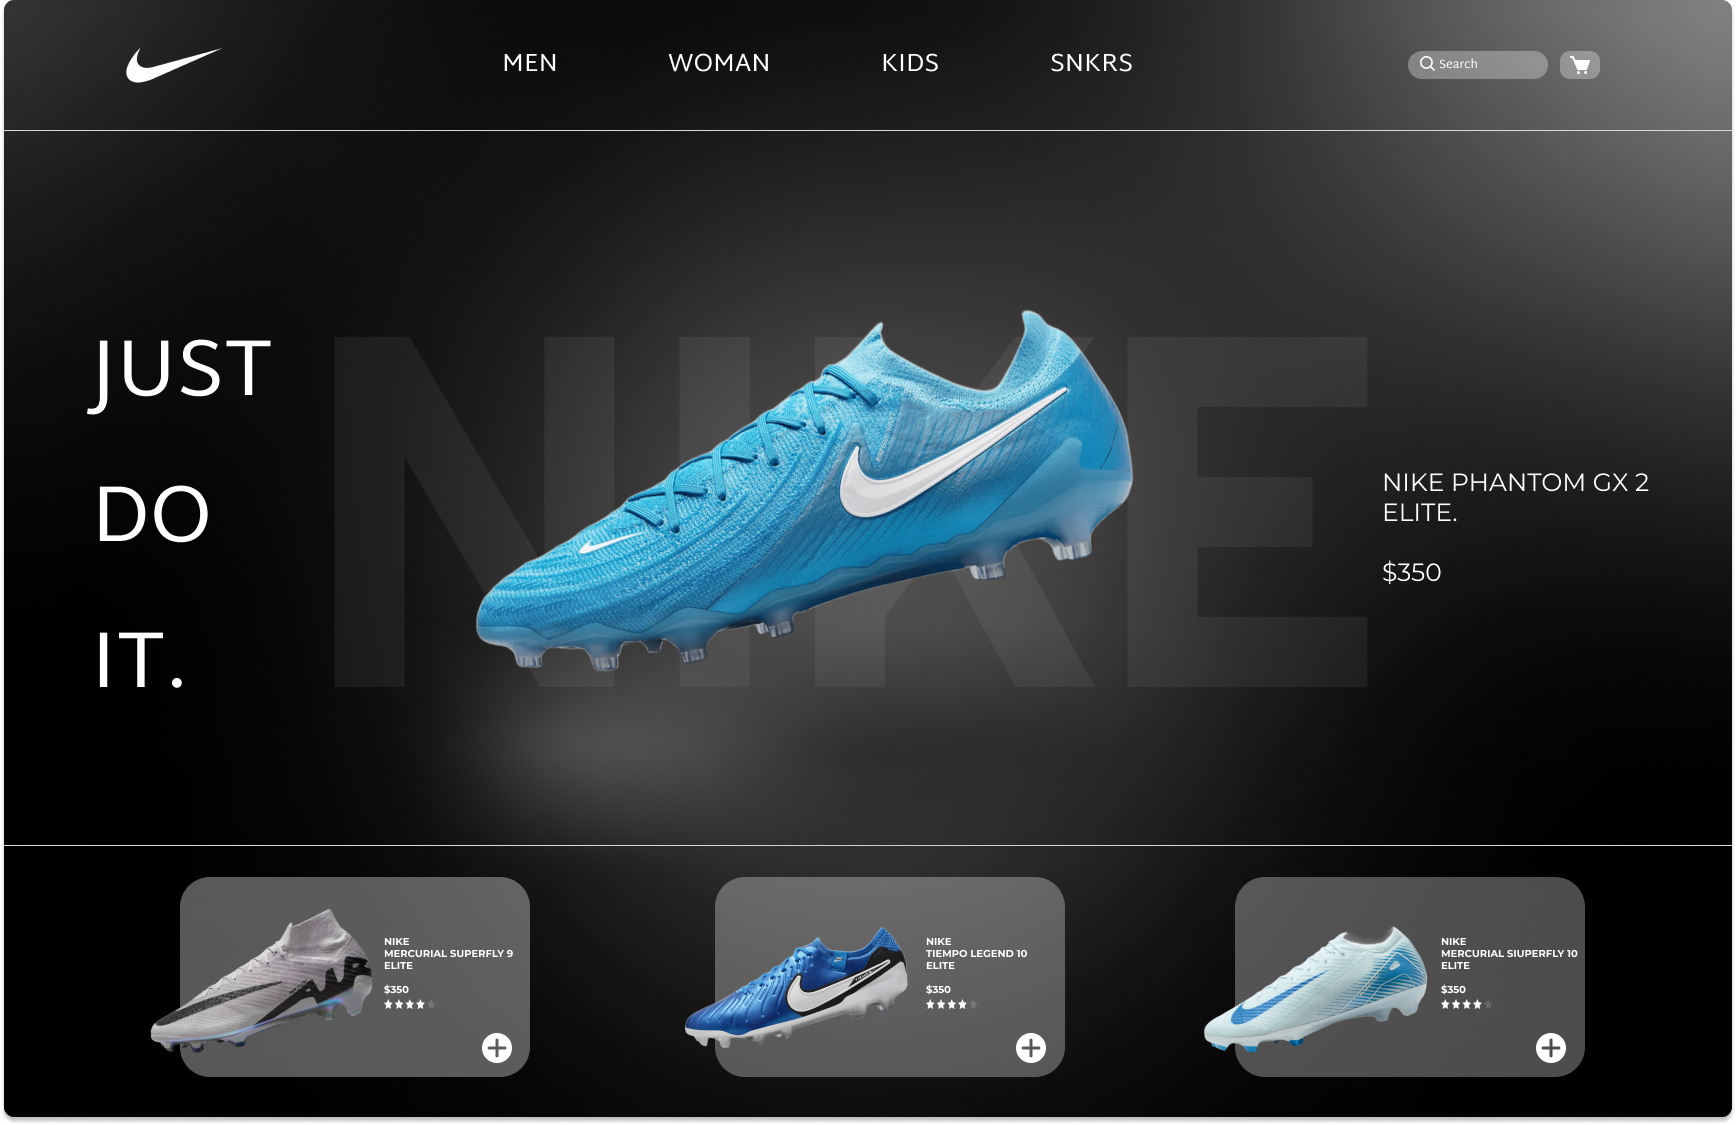 MEN WOMAN KIDS SNKRS Search
NIKE
JUST
DO
IT.
NIKE PHANTOM GX 2
ELITE.
$350
NIKE
MERCURIAL SUPERFLY 9
ELITE
$350
NIKE
TIEMPO LEGEND 10
ELITE
$350
NIKE
MERCURIAL SIUPERFLY 10
ELITE
$350